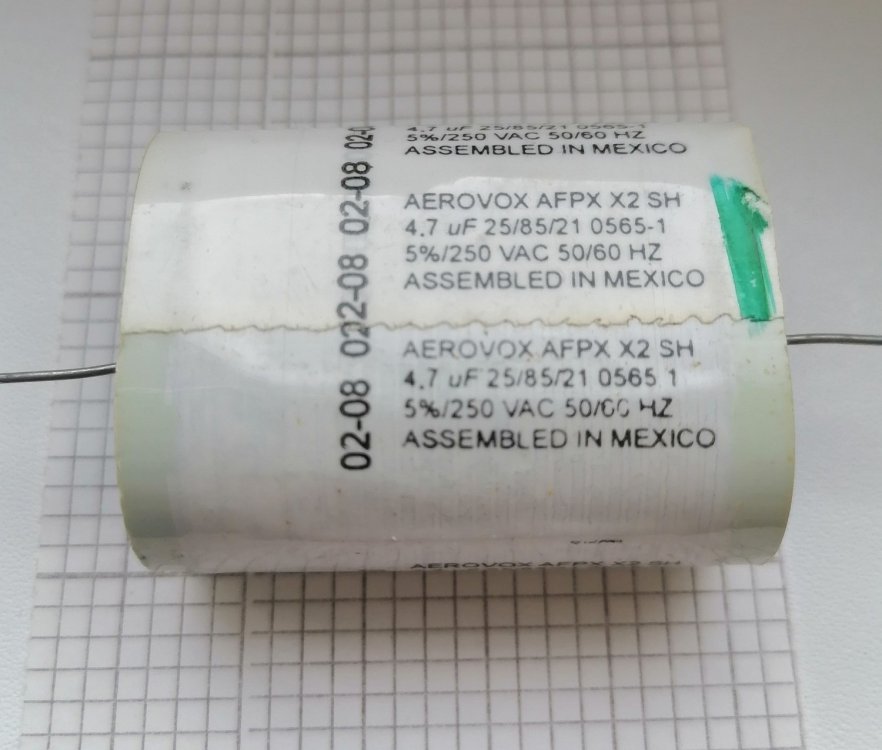 4.7 uF 25/85/21 0565-1
5%/250 VAC 50/60 HZ
ASSEMBLED IN MEXICO
AEROVOX AFPX X2 SH
4.7 uF 25/85/21 0565-1
5%/250 VAC 50/60 HZ
ASSEMBLED IN MEXICO
AEROVOX AFPX X2 SH
4.7 uF 25/85/21 0565 1
5%/250 VAC 50/60 HZ
ASSEMBLED IN MEXICO
AEROVOX AFPX X2 SH
02-08 02-08 02-08